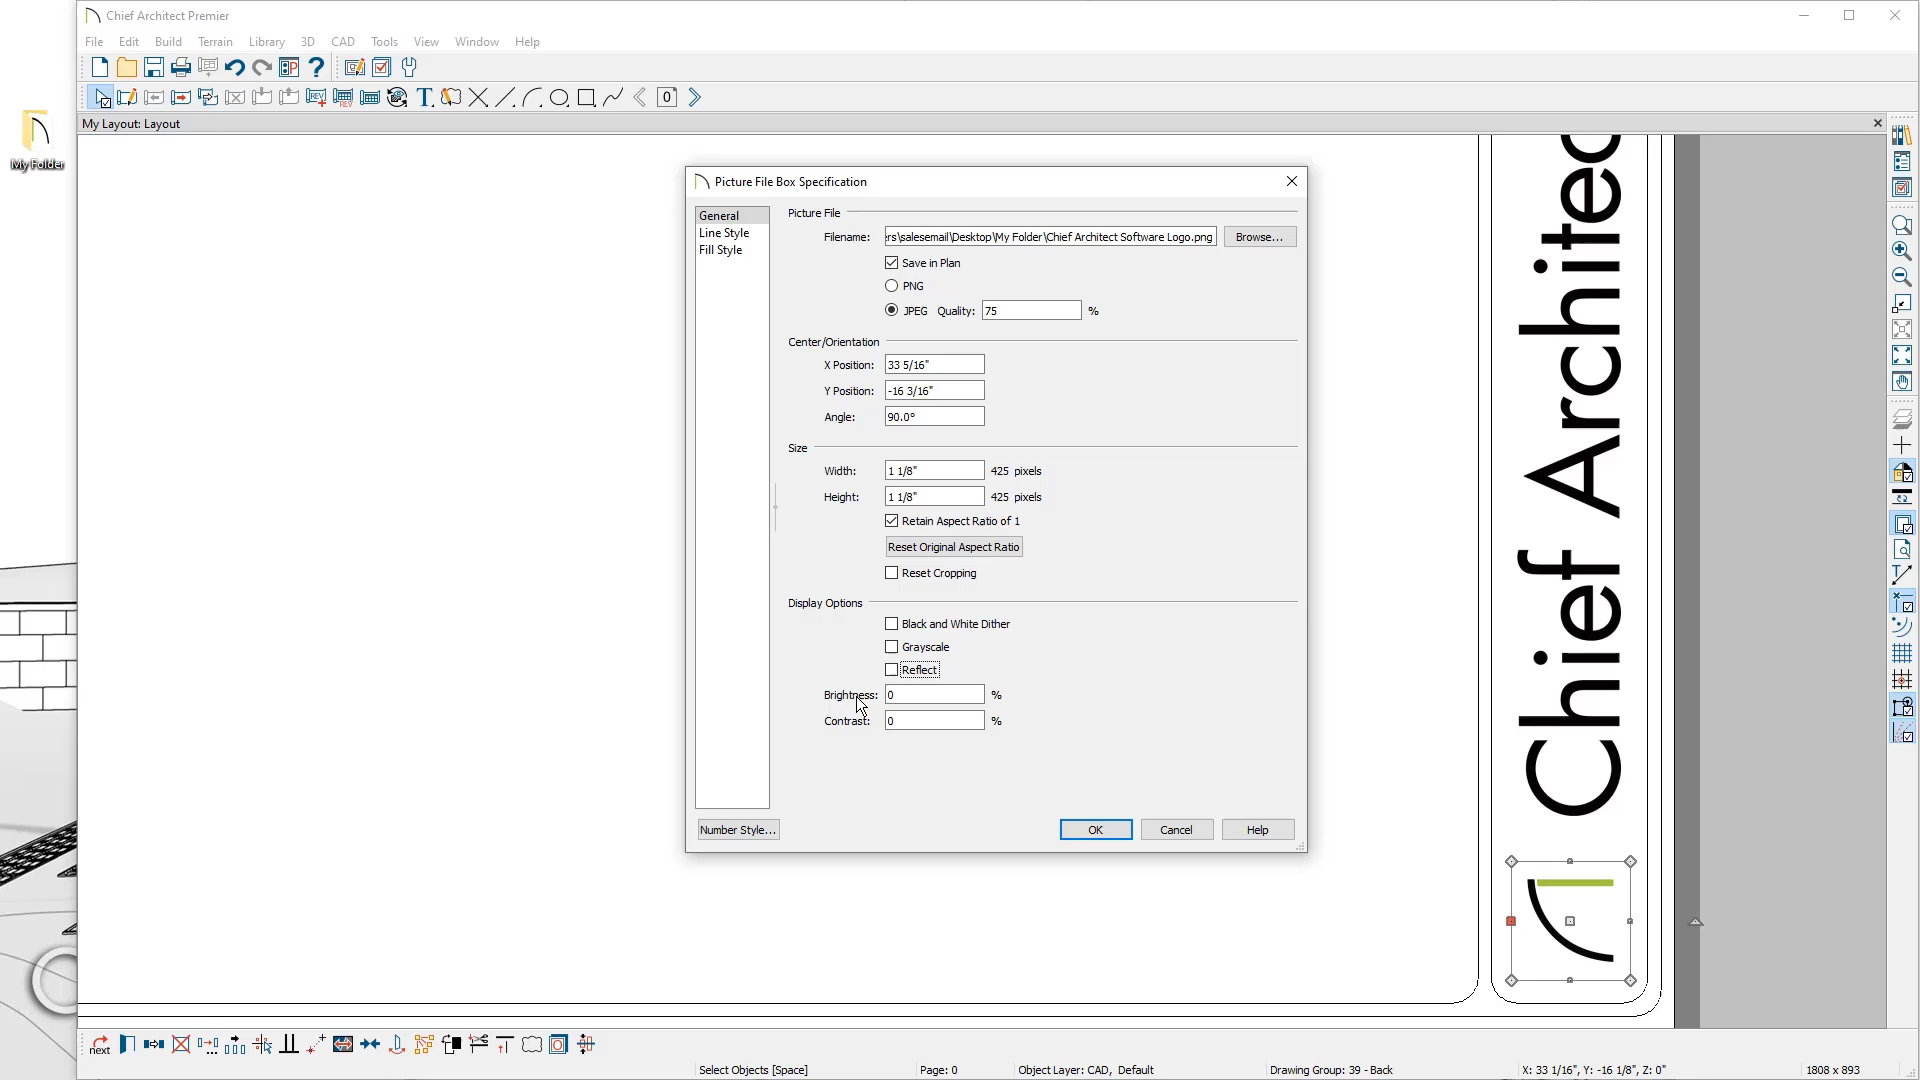 Chief Architect Premier
File Edit Build Terrain Library 3D CAD Tools View Window Help
My Layout: Layout
My Folder
Picture File Box Specification
General
Line Style
Fill Style
Picture File
Filename: ers\salesemail\Desktop\My Folder\Chief Architect Software Logo.png Browse...
Save in Plan
PNG
JPEG Quality: 75 %
Center/Orientation
X Position: 33 5/16"
Y Position: -16 3/16"
Angle: 90.0°
Size
Width: 1 1/8" 425 pixels
Height: 1 1/8" 425 pixels
Retain Aspect Ratio of 1
Reset Original Aspect Ratio
Reset Cropping
Display Options
Black and White Dither
Grayscale
Reflect
Brightness: 0 %
Contrast: 0 %
Number Style... OK Cancel Help
Chief Architec
next
Select Objects [Space] Page: 0 Object Layer: CAD, Default Drawing Group: 39 - Back X: 33 1/16", Y: -16 1/8", Z: 0" 1808 x 893